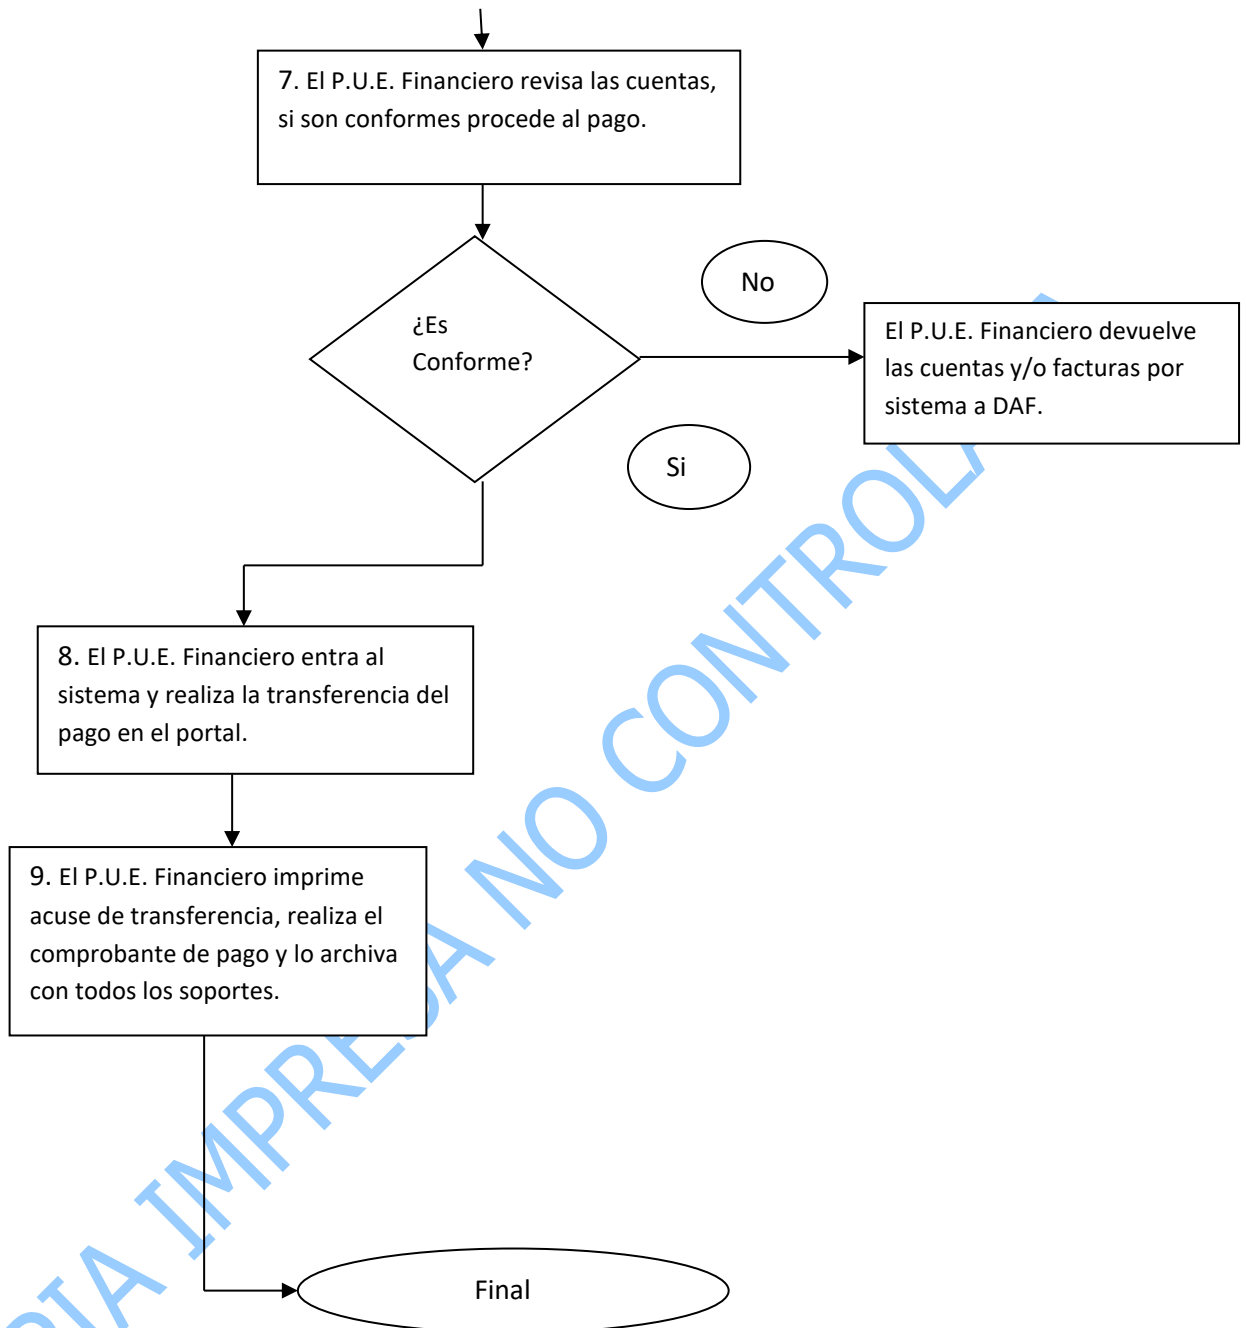 7. El P.U.E. Financiero revisa las cuentas,
si son conformes procede al pago.
¿Es
Conforme?
No
El P.U.E. Financiero devuelve
las cuentas y/o facturas por
sistema a DAF.
Si
8. El P.U.E. Financiero entra al
sistema y realiza la transferencia del
pago en el portal.
9. El P.U.E. Financiero imprime
acuse de transferencia, realiza el
comprobante de pago y lo archiva
con todos los soportes.
Final
IMPRESA NO